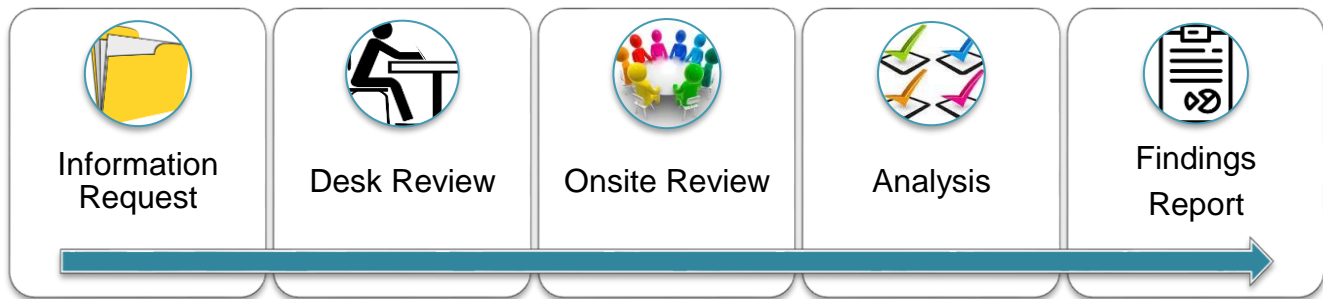 Information
Request
Desk Review
Onsite Review
Analysis
Findings
Report